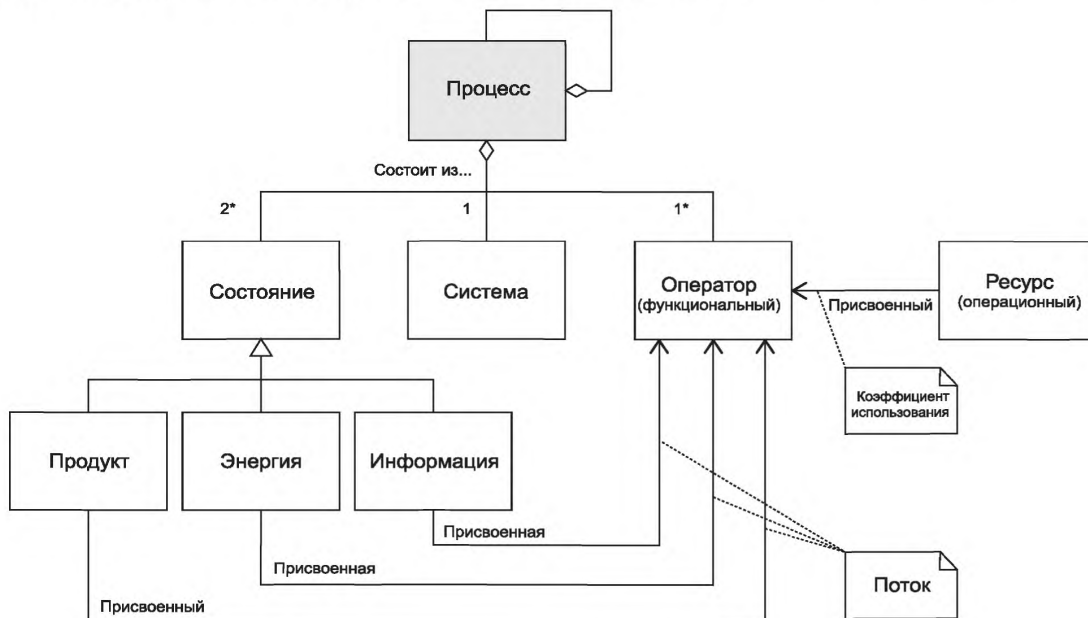 Процесс
Состоит из...
2*
1
1*
Состояние
Система
Оператор
(функциональный)
Присвоенный
Ресурс
(операционный)
Коэффициент
использования
Продукт
Энергия
Информация
Присвоенная
Присвоенная
Присвоенный
Поток